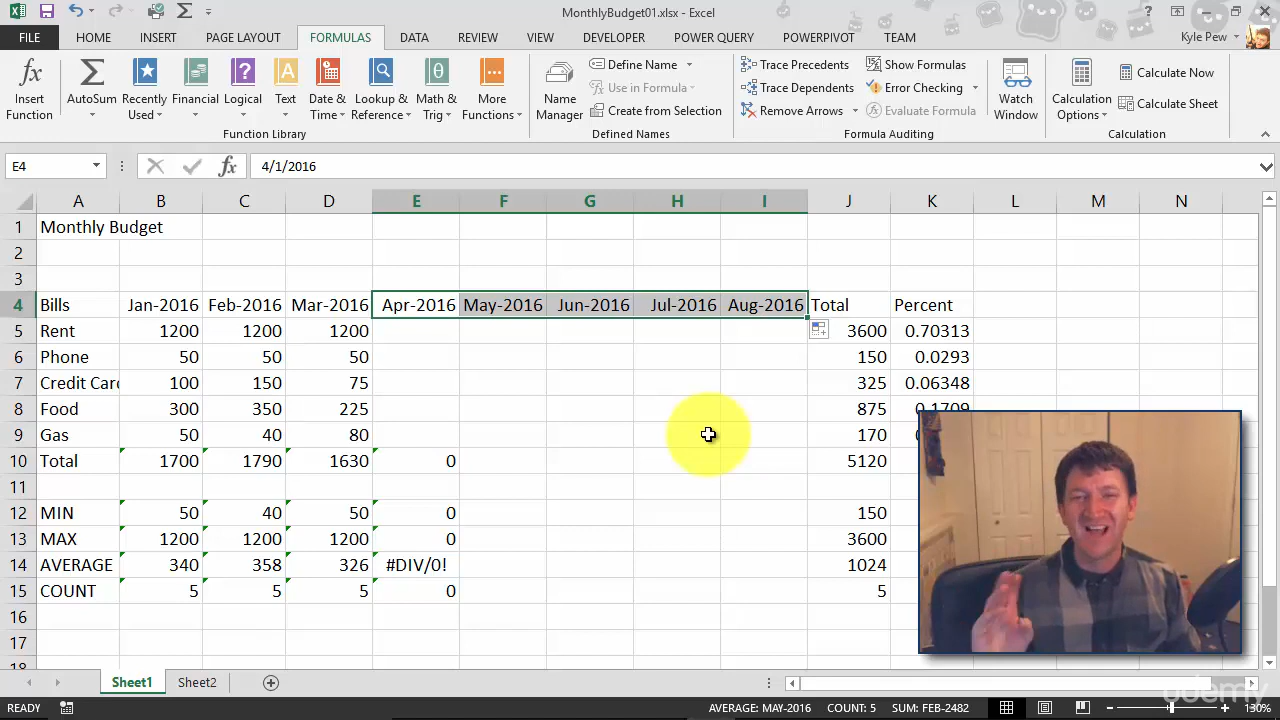 MonthlyBudget01.xlsx - Excel
FILE HOME INSERT PAGE LAYOUT FORMULAS DATA REVIEW VIEW DEVELOPER POWER QUERY POWERPIVOT TEAM Kyle Pew
Insert Function
AutoSum
Recently Used
Financial
Logical
Text
Date & Time
Lookup & Reference
Math & Trig
More Functions
Function Library
Name Manager
Define Name
Use in Formula
Create from Selection
Defined Names
Trace Precedents
Trace Dependents
Remove Arrows
Show Formulas
Error Checking
Evaluate Formula
Formula Auditing
Watch Window
Calculation Options
Calculate Now
Calculate Sheet
Calculation
E4 fx 4/1/2016
A B C D E F G H I J K L M N
1 Monthly Budget
2
3
4 Bills Jan-2016 Feb-2016 Mar-2016 Apr-2016 May-2016 Jun-2016 Jul-2016 Aug-2016 Total Percent
5 Rent 1200 1200 1200 3600 0.70313
6 Phone 50 50 50 150 0.0293
7 Credit Car 100 150 75 325 0.06348
8 Food 300 350 225 875 0.1709
9 Gas 50 40 80 170
10 Total 1700 1790 1630 0 5120
11
12 MIN 50 40 50 0 150
13 MAX 1200 1200 1200 0 3600
14 AVERAGE 340 358 326 #DIV/0! 1024
15 COUNT 5 5 5 0 5
16
17
18
Sheet1 Sheet2
udemy
READY AVERAGE: MAY-2016 COUNT: 5 SUM: FEB-2482 130%